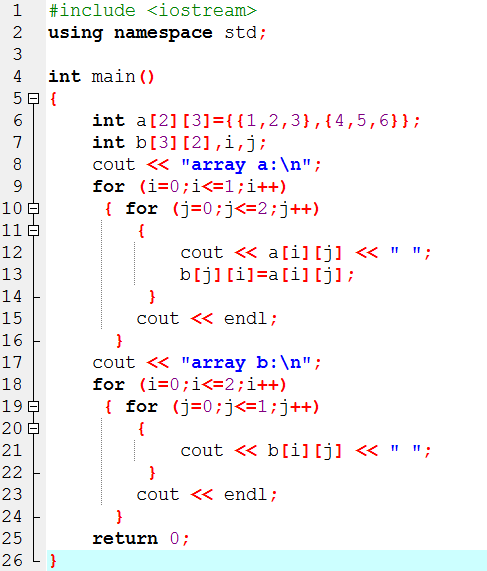 1 #include <iostream>
2 using namespace std;
3
4 int main()
5 {
6     int a[2][3]={{1,2,3},{4,5,6}};
7     int b[3][2],i,j;
8     cout << "array a:\n";
9     for (i=0;i<=1;i++)
10      { for (j=0;j<=2;j++)
11         {
12             cout << a[i][j] << " ";
13             b[j][i]=a[i][j];
14          }
15         cout << endl;
16       }
17     cout << "array b:\n";
18     for (i=0;i<=2;i++)
19      { for (j=0;j<=1;j++)
20         {
21             cout << b[i][j] << " ";
22          }
23         cout << endl;
24       }
25     return 0;
26 }